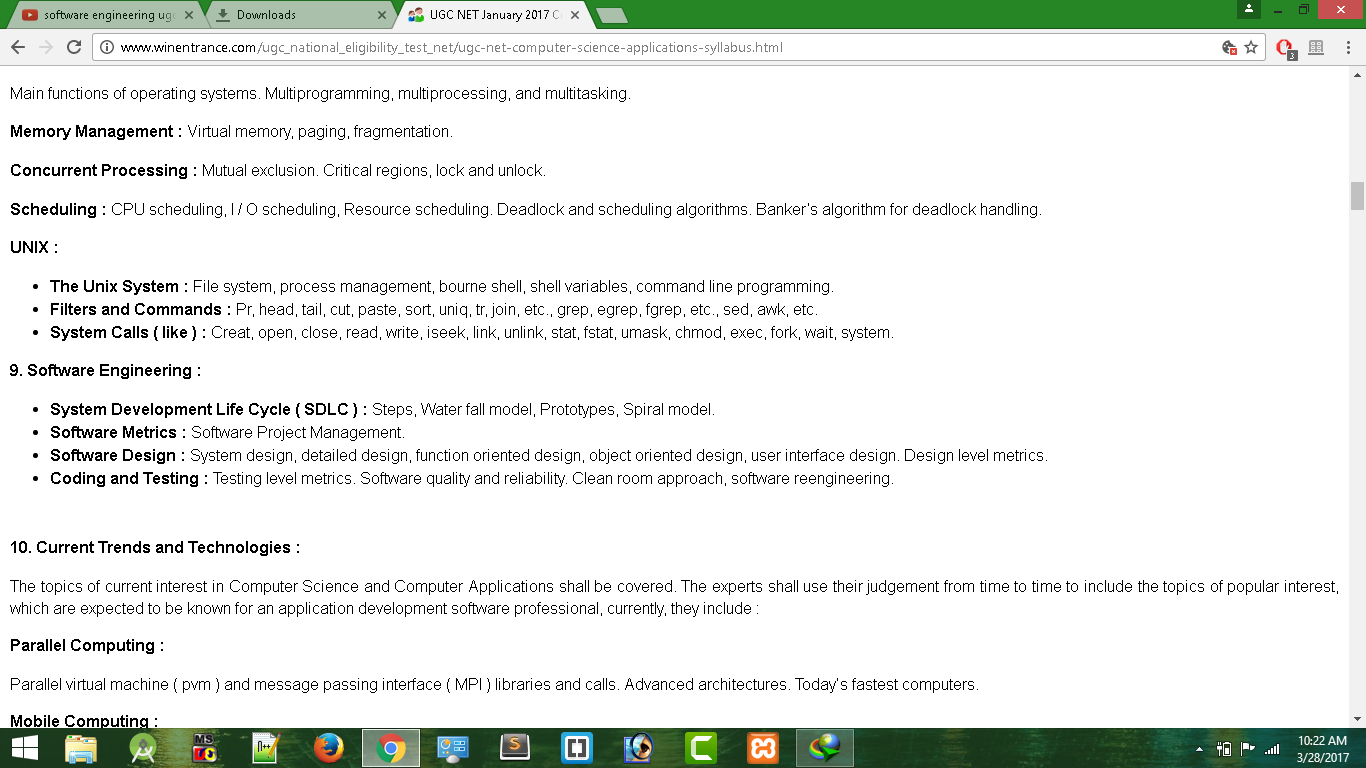 software engineering ugc
Downloads
UGC NET January 2017 Co
www.winentrance.com/ugc_national_eligibility_test_net/ugc-net-computer-science-applications-syllabus.html
3
Main functions of operating systems. Multiprogramming, multiprocessing, and multitasking.
Memory Management : Virtual memory, paging, fragmentation.
Concurrent Processing : Mutual exclusion. Critical regions, lock and unlock.
Scheduling : CPU scheduling, I / O scheduling, Resource scheduling. Deadlock and scheduling algorithms. Banker's algorithm for deadlock handling.
UNIX :
• The Unix System : File system, process management, bourne shell, shell variables, command line programming.
• Filters and Commands : Pr, head, tail, cut, paste, sort, uniq, tr, join, etc., grep, egrep, fgrep, etc., sed, awk, etc.
• System Calls ( like ) : Creat, open, close, read, write, iseek, link, unlink, stat, fstat, umask, chmod, exec, fork, wait, system.
9. Software Engineering :
• System Development Life Cycle ( SDLC ) : Steps, Water fall model, Prototypes, Spiral model.
• Software Metrics : Software Project Management.
• Software Design : System design, detailed design, function oriented design, object oriented design, user interface design. Design level metrics.
• Coding and Testing : Testing level metrics. Software quality and reliability. Clean room approach, software reengineering.
10. Current Trends and Technologies :
The topics of current interest in Computer Science and Computer Applications shall be covered. The experts shall use their judgement from time to time to include the topics of popular interest,
which are expected to be known for an application development software professional, currently, they include :
Parallel Computing :
Parallel virtual machine ( pvm ) and message passing interface ( MPI ) libraries and calls. Advanced architectures. Today's fastest computers.
Mobile Computing :
MS
10:22 AM
3/28/2017